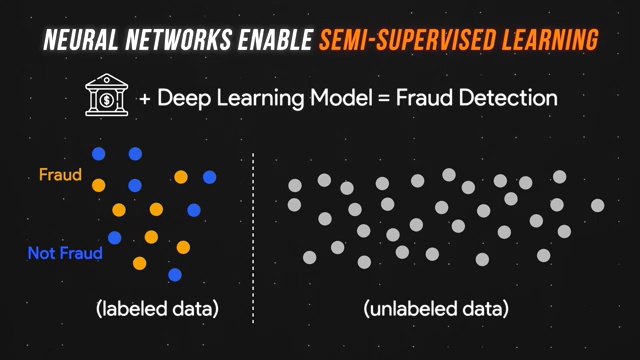 NEURAL NETWORKS ENABLE SEMI-SUPERVISED LEARNING
$ + Deep Learning Model = Fraud Detection
Fraud
Not Fraud
(labeled data)
(unlabeled data)